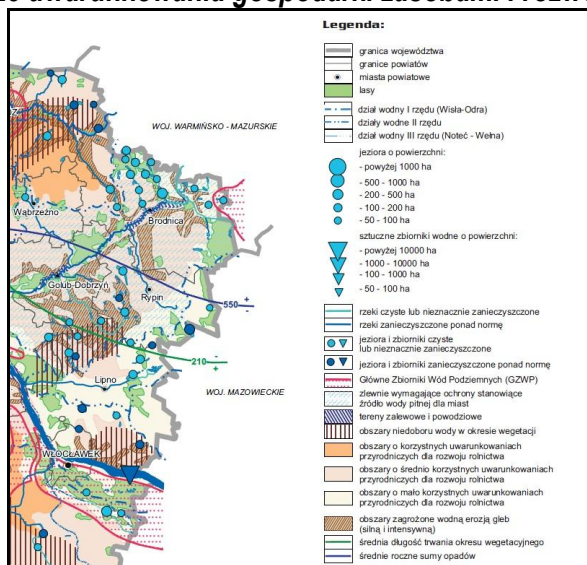 Legenda:
granica województwa
granice powiatów
miasta powiatowe
lasy
dział wodny I rzędu (Wisła-Odra)
działy wodne II rzędu
dział wodny III rzędu (Noteć - Wełna)
jeziora o powierzchni:
- powyżej 1000 ha
- 500 - 1000 ha
- 200 - 500 ha
- 100 - 200 ha
- 50 - 100 ha
sztuczne zbiorniki wodne o powierzchni:
- powyżej 10000 ha
- 1000 - 10000 ha
- 100 - 1000 ha
- 50 - 100 ha
rzeki czyste lub nieznacznie zanieczyszczone
rzeki zanieczyszczone ponad normę
jeziora i zbiorniki czyste
lub nieznacznie zanieczyszczone
jeziora i zbiorniki zanieczyszczone ponad normę
Główne Zbiorniki Wód Podziemnych (GZWP)
zlewnie wymagające ochrony stanowiące
źródło wody pitnej dla miast
tereny zalewowe i powodziowe
obszary niedoboru wody w okresie wegetacji
obszary o korzystnych uwarunkowaniach
przyrodniczych dla rozwoju rolnictwa
obszary o średnio korzystnych uwarunkowaniach
przyrodniczych dla rozwoju rolnictwa
obszary o mało korzystnych uwarunkowaniach
przyrodniczych dla rozwoju rolnictwa
obszary zagrożone wodną erozją gleb
(silną i intensywną)
średnia długość trwania okresu wegetacyjnego
średnie roczne sumy opadów
WOJ. WARMIŃSKO - MAZURSKIE
Wąbrzeźno
Brodnica
Golub-Dobrzyń
Rypin
550
+
-
210
-
+
Lipno
WOJ. MAZOWIECKIE
WŁOCŁAWEK